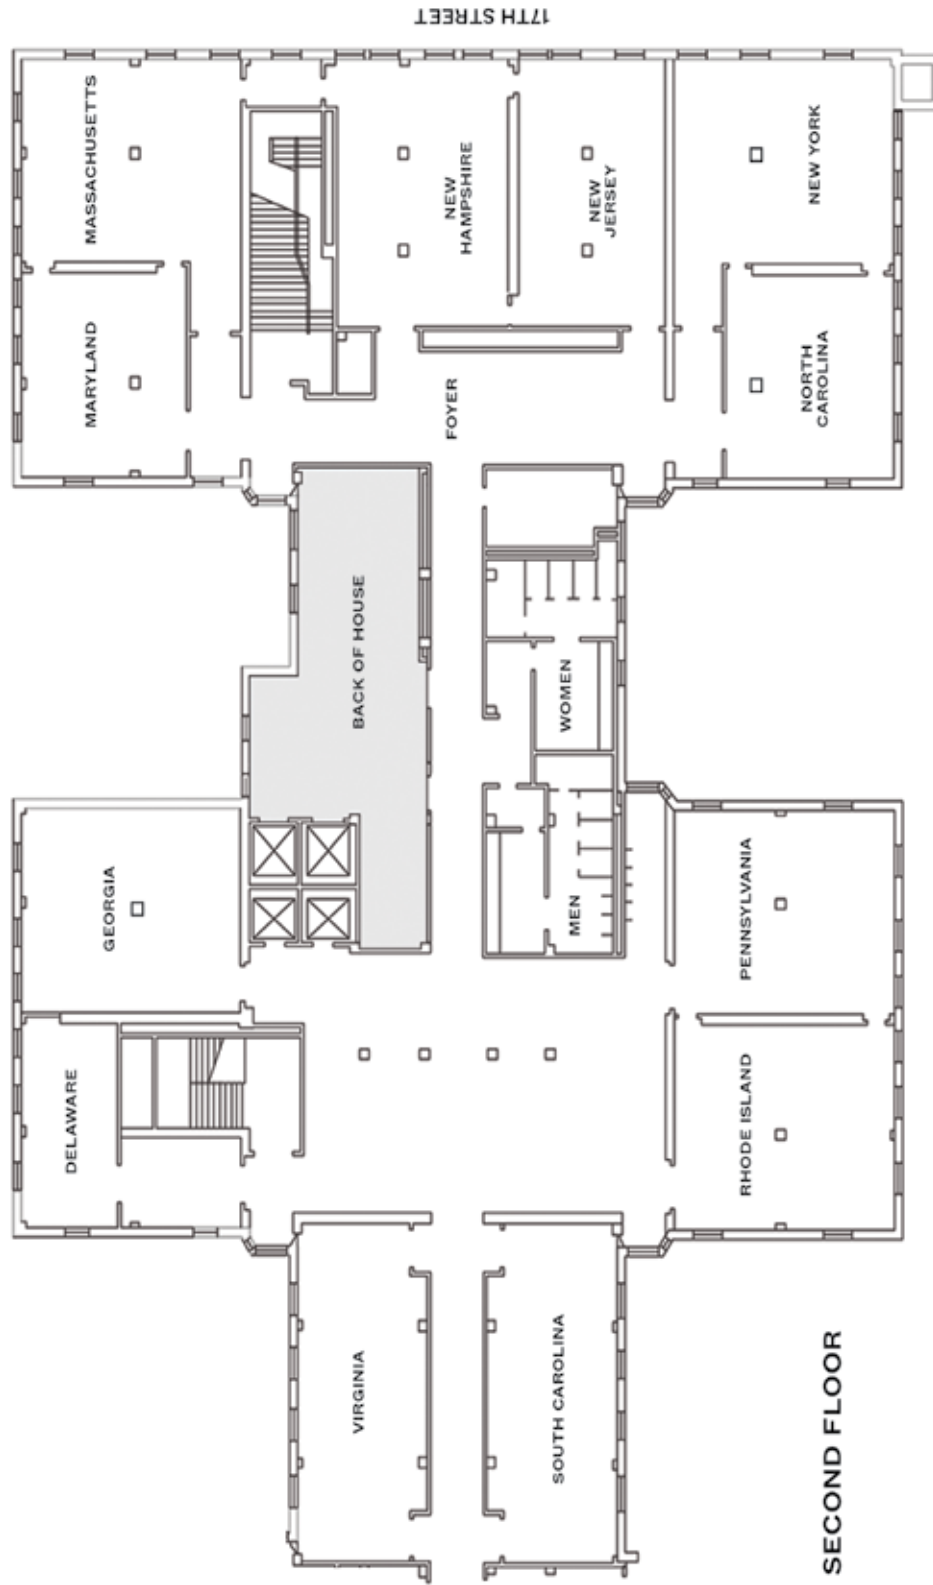 17TH STREET
MASSACHUSETTS
MARYLAND
NEW
HAMPSHIRE
NEW
JERSEY
NEW YORK
NORTH
CAROLINA
FOYER
BACK OF HOUSE
WOMEN
MEN
GEORGIA
DELAWARE
PENNSYLVANIA
RHODE ISLAND
VIRGINIA
SOUTH CAROLINA
SECOND FLOOR